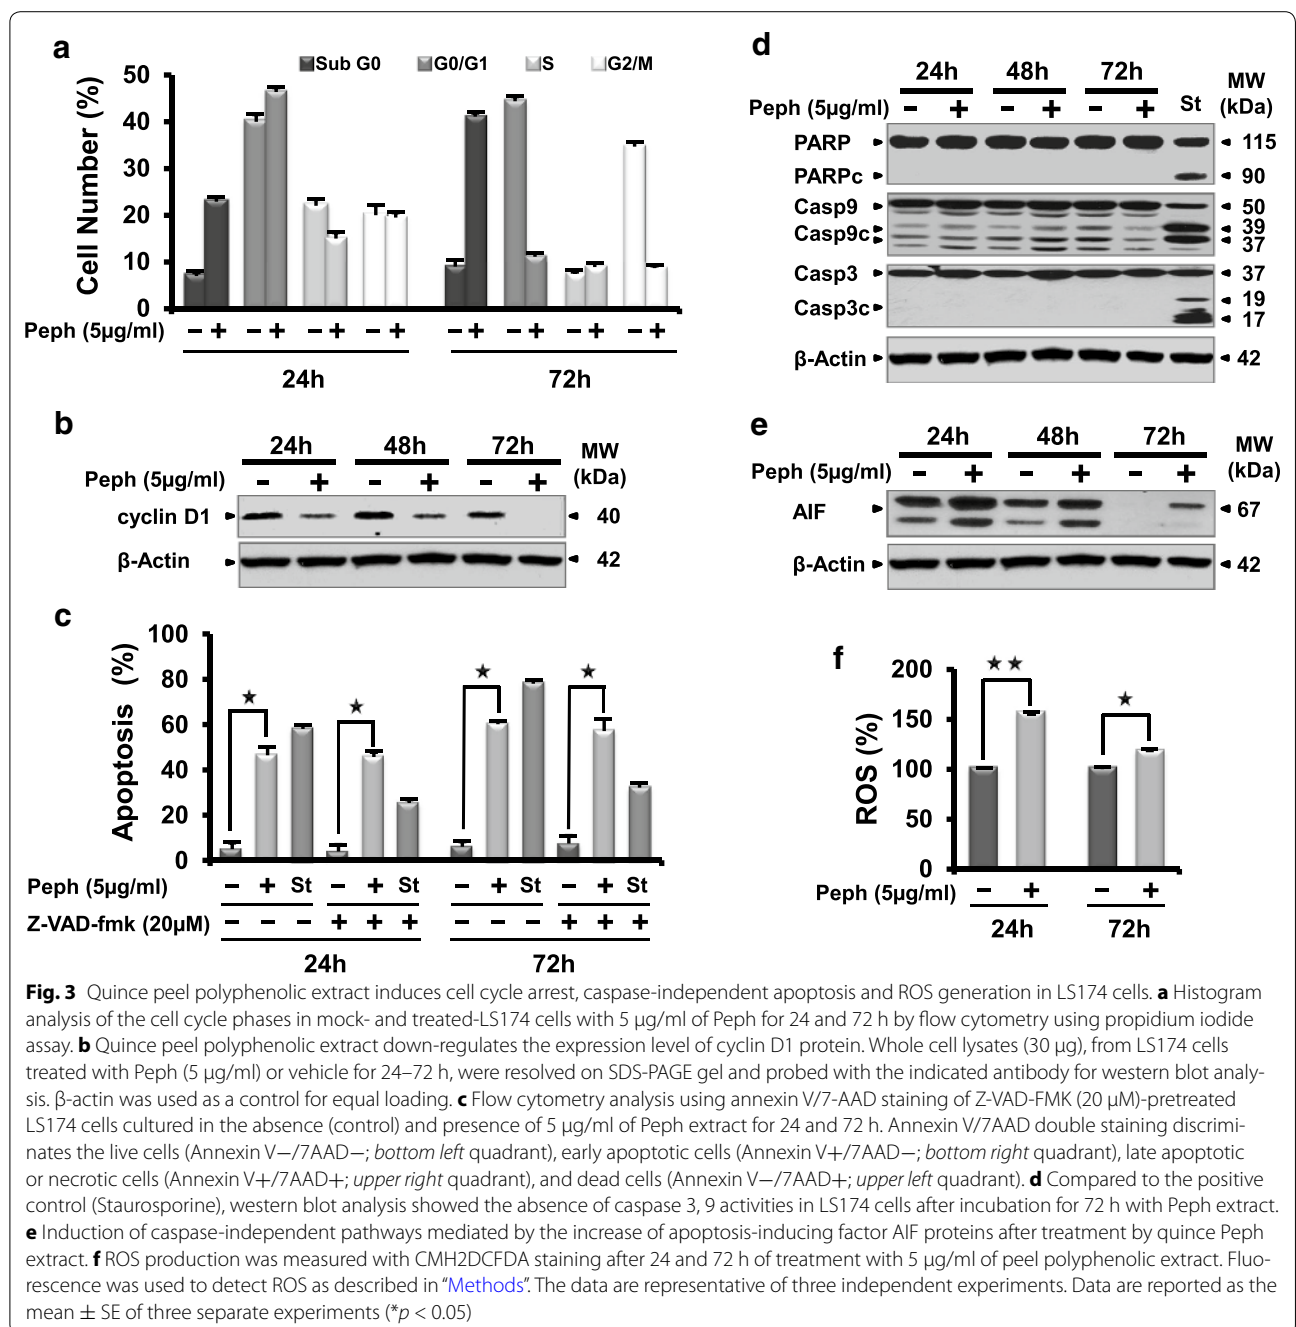 a
Sub G0 G0/G1 S G2/M
Cell Number (%)
50
40
30
20
10
0
Peph (5µg/ml) − + − + − + − + − + − + − + − +
24h 72h
b
24h 48h 72h MW
Peph (5µg/ml) − + − + − + (kDa)
cyclin D1 40
β-Actin 42
c
Apoptosis (%)
100
80
60
40
20
0
★ ★ ★ ★
Peph (5µg/ml) − + St − + St − + St − + St
Z-VAD-fmk (20µM) − − − + + + − − − + + +
24h 72h
d
24h 48h 72h MW
Peph (5µg/ml) − + − + − + St (kDa)
PARP 115
PARPc 90
Casp9 50
39
Casp9c
37
Casp3 37
19
Casp3c
17
β-Actin 42
e
24h 48h 72h MW
Peph (5µg/ml) − + − + − + (kDa)
AIF 67
β-Actin 42
f
ROS (%)
200
150
100
50
0
★★ ★
Peph (5µg/ml) − + − +
24h 72h
Fig. 3 Quince peel polyphenolic extract induces cell cycle arrest, caspase-independent apoptosis and ROS generation in LS174 cells. a Histogram
analysis of the cell cycle phases in mock- and treated-LS174 cells with 5 µg/ml of Peph for 24 and 72 h by flow cytometry using propidium iodide
assay. b Quince peel polyphenolic extract down-regulates the expression level of cyclin D1 protein. Whole cell lysates (30 µg), from LS174 cells
treated with Peph (5 µg/ml) or vehicle for 24–72 h, were resolved on SDS-PAGE gel and probed with the indicated antibody for western blot analy-
sis. β-actin was used as a control for equal loading. c Flow cytometry analysis using annexin V/7-AAD staining of Z-VAD-FMK (20 µM)-pretreated
LS174 cells cultured in the absence (control) and presence of 5 µg/ml of Peph extract for 24 and 72 h. Annexin V/7AAD double staining discrimi-
nates the live cells (Annexin V−/7AAD−; bottom left quadrant), early apoptotic cells (Annexin V+/7AAD−; bottom right quadrant), late apoptotic
or necrotic cells (Annexin V+/7AAD+; upper right quadrant), and dead cells (Annexin V−/7AAD+; upper left quadrant). d Compared to the positive
control (Staurosporine), western blot analysis showed the absence of caspase 3, 9 activities in LS174 cells after incubation for 72 h with Peph extract.
e Induction of caspase-independent pathways mediated by the increase of apoptosis-inducing factor AIF proteins after treatment by quince Peph
extract. f ROS production was measured with CMH2DCFDA staining after 24 and 72 h of treatment with 5 µg/ml of peel polyphenolic extract. Fluo-
rescence was used to detect ROS as described in “Methods”. The data are representative of three independent experiments. Data are reported as the
mean ± SE of three separate experiments (*p < 0.05)